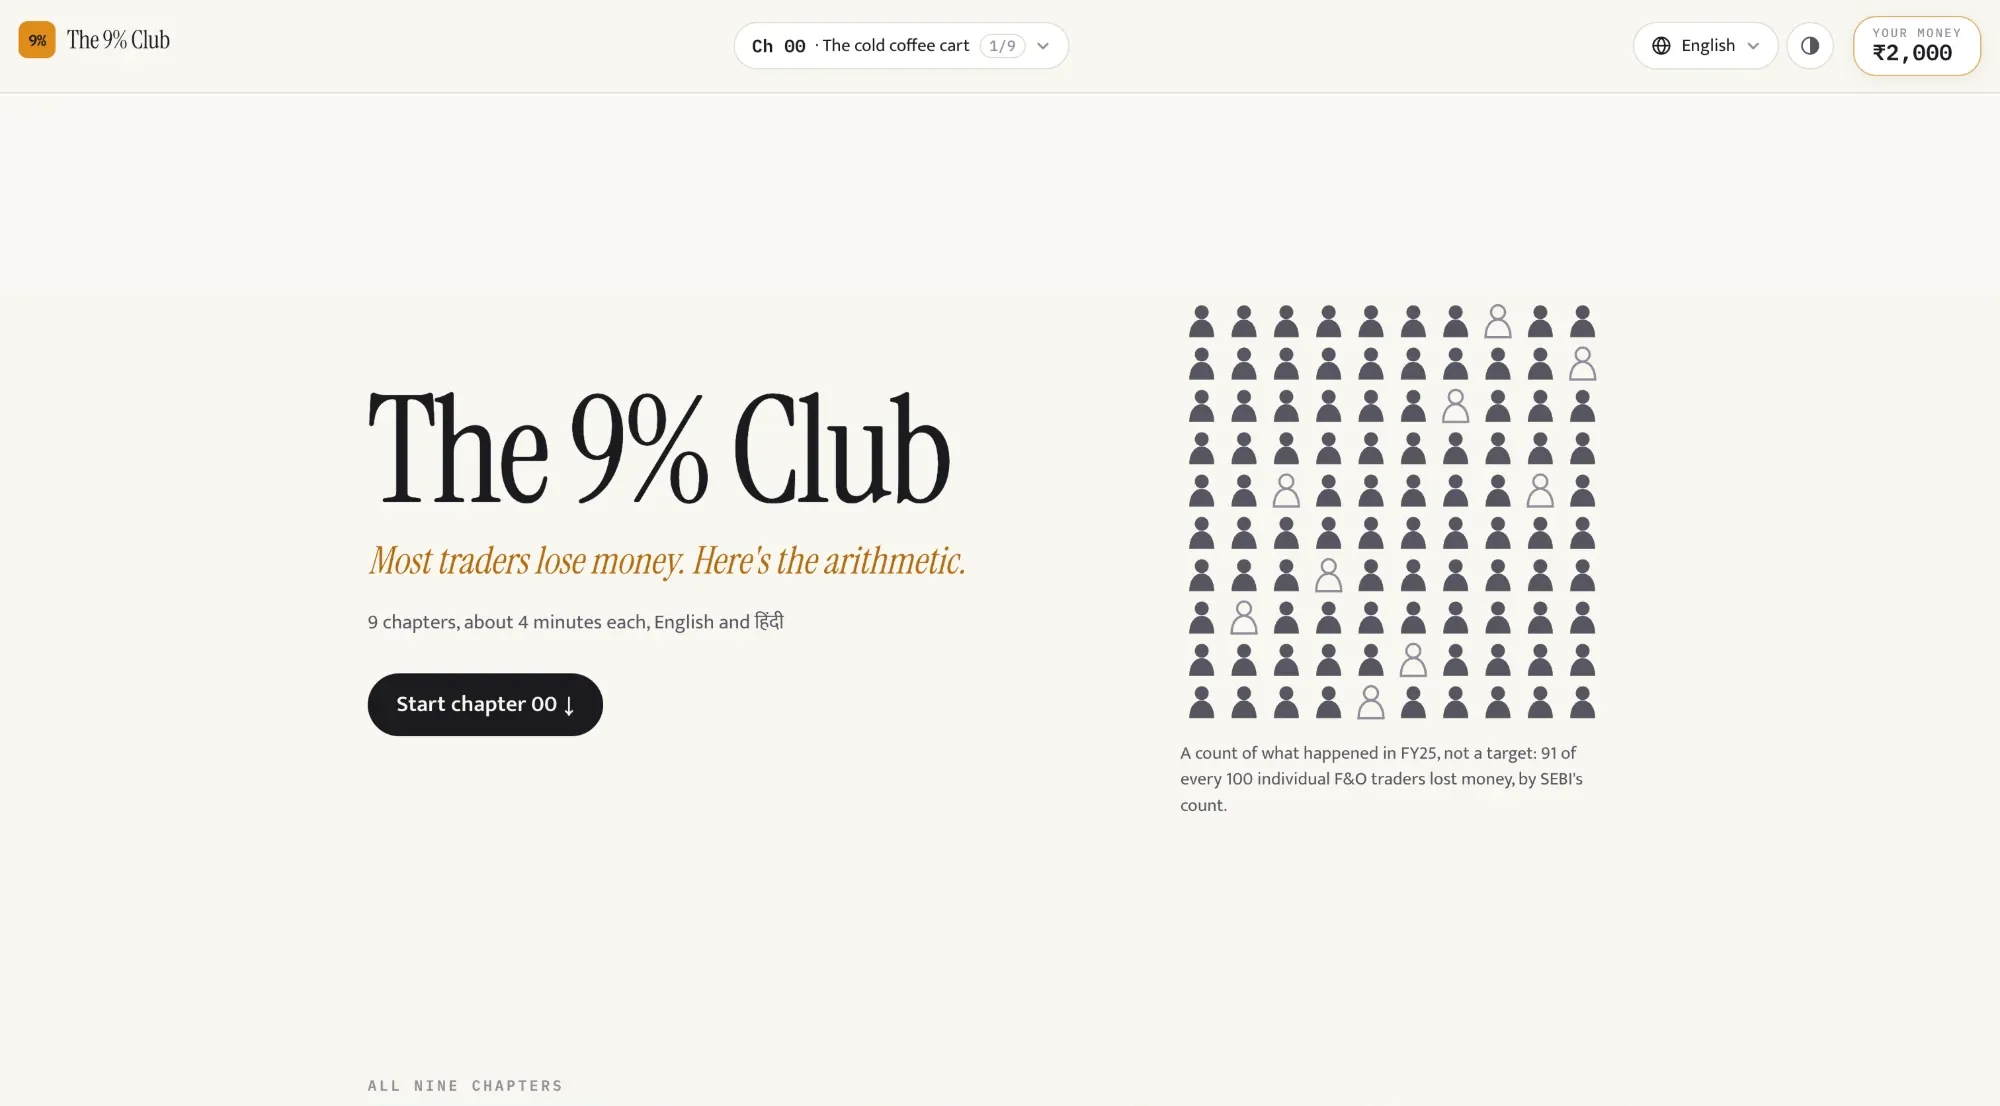 9% The 9% Club
Ch 00 · The cold coffee cart 1/9
English
YOUR MONEY
₹2,000
The 9% Club
Most traders lose money. Here's the arithmetic.
9 chapters, about 4 minutes each, English and हिंदी
Start chapter 00 ↓
A count of what happened in FY25, not a target: 91 of
every 100 individual F&O traders lost money, by SEBI's
count.
ALL NINE CHAPTERS